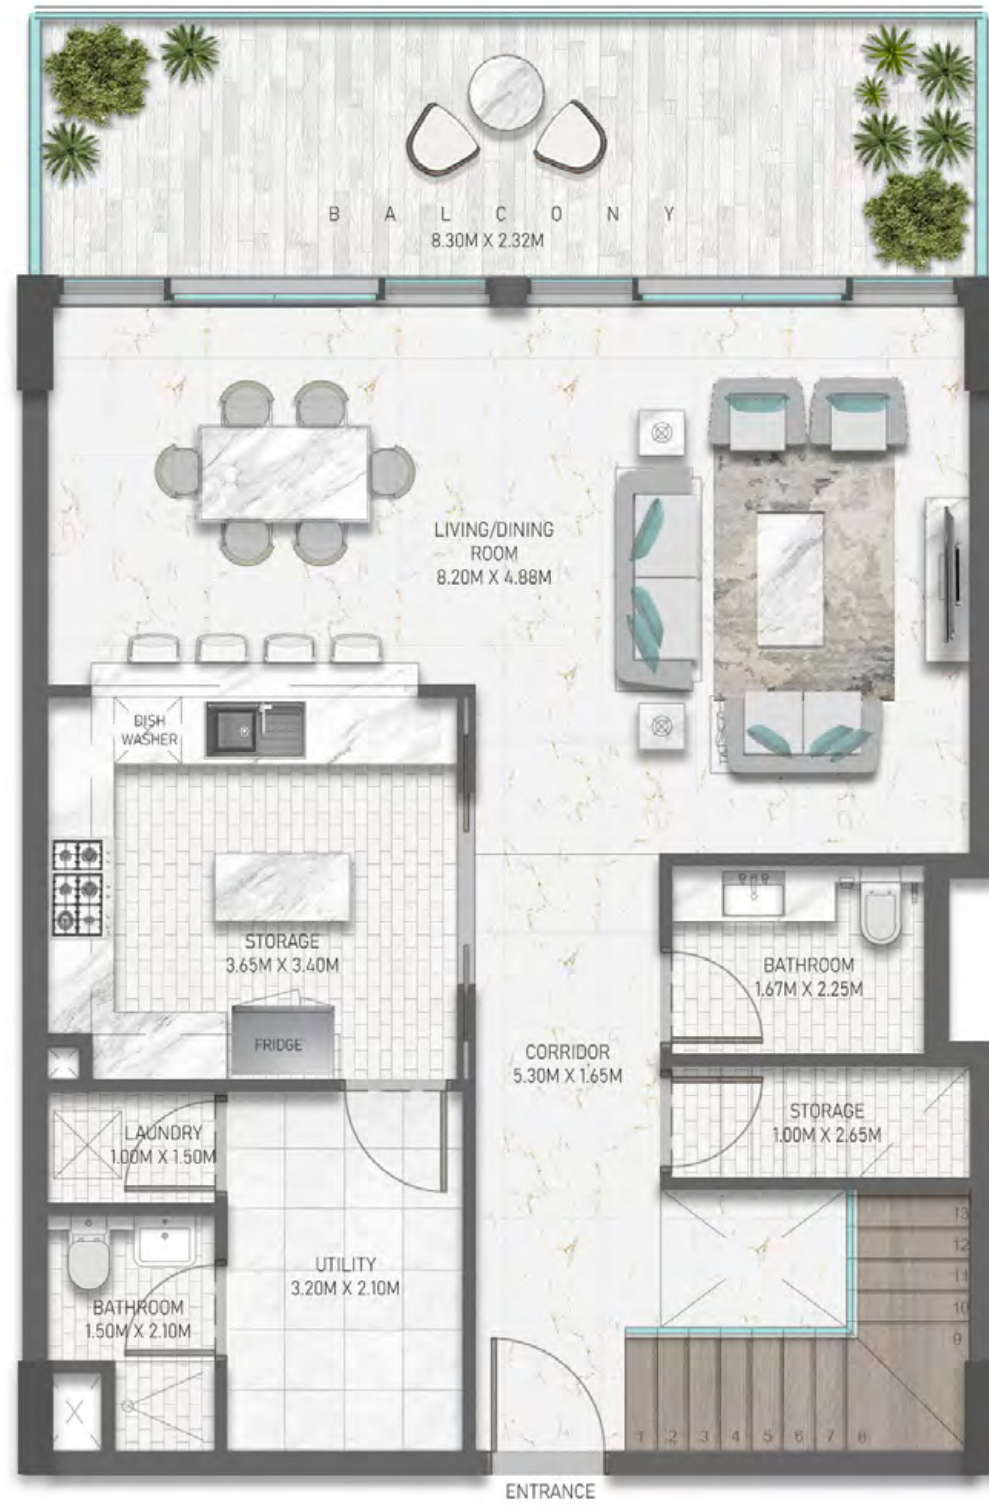 B A L C O N Y
8.30M X 2.32M
LIVING/DINING
ROOM
8.20M X 4.88M
DISH
WASHER
STORAGE
3.65M X 3.40M
FRIDGE
BATHROOM
1.67M X 2.25M
CORRIDOR
5.30M X 1.65M
STORAGE
1.00M X 2.65M
LAUNDRY
1.00M X 1.50M
UTILITY
3.20M X 2.10M
BATHROOM
1.50M X 2.10M
13
12
11
10
9
1 2 3 4 5 6 7 8
ENTRANCE